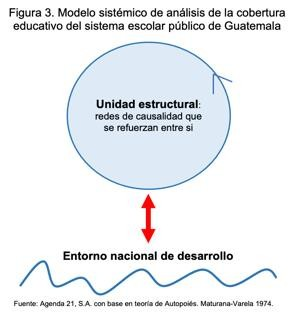 Figura 3. Modelo sistémico de análisis de la cobertura
educativo del sistema escolar público de Guatemala
Unidad estructural:
redes de causalidad que
se refuerzan entre si
Entorno nacional de desarrollo
Fuente: Agenda 21, S.A. con base en teoría de Autopoiés. Maturana-Varela 1974.